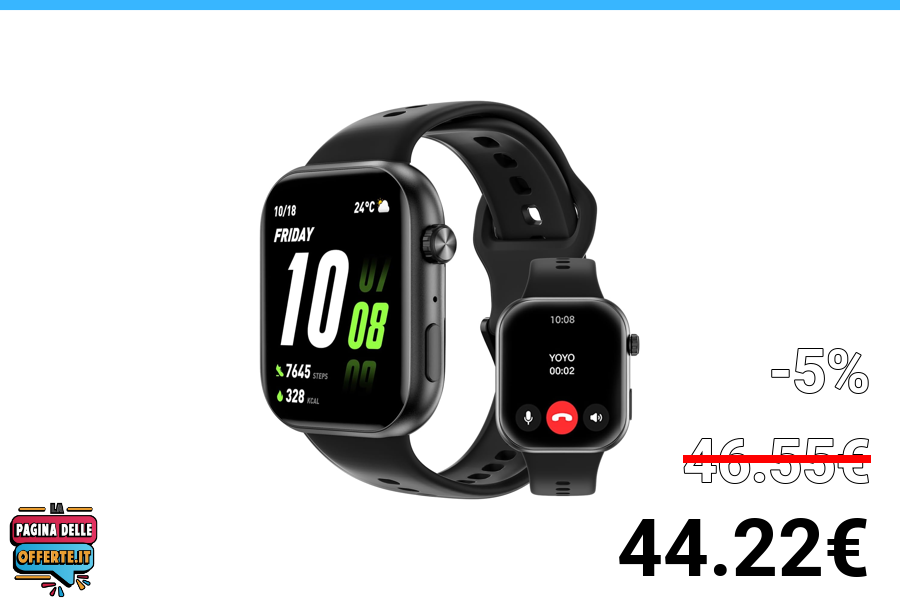 10/18
24°C
FRIDAY
10
07
08
09
7645 STEPS
328 KCAL
10:08
YOYO
00:02
-5%
46.55€
44.22€
LA
PAGINA DELLE
OFFERTE.IT